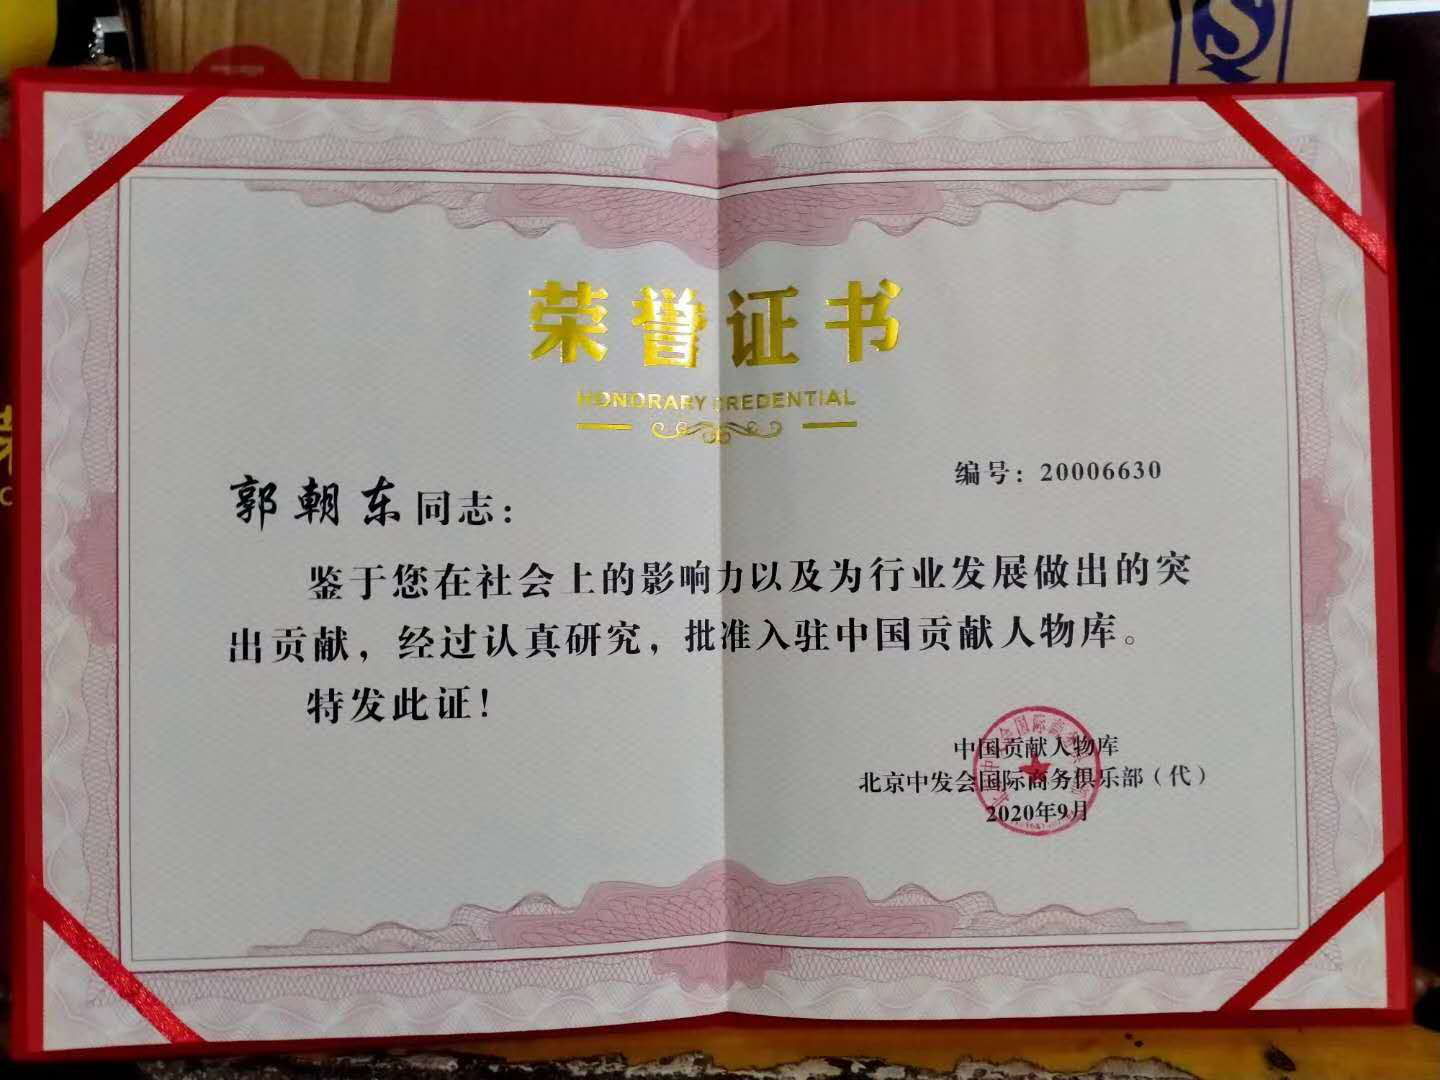 荣誉证书
HONORARY CREDENTIAL
编号：20006630
郭朝东同志：
鉴于您在社会上的影响力以及为行业发展做出的突
出贡献，经过认真研究，批准入驻中国贡献人物库。
特发此证！
中国贡献人物库
北京中发会国际商务俱乐部（代）
2020年9月